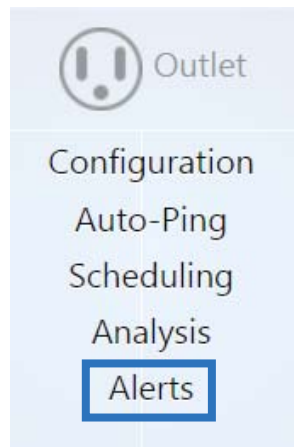 Outlet
Configuration
Auto-Ping
Scheduling
Analysis
Alerts